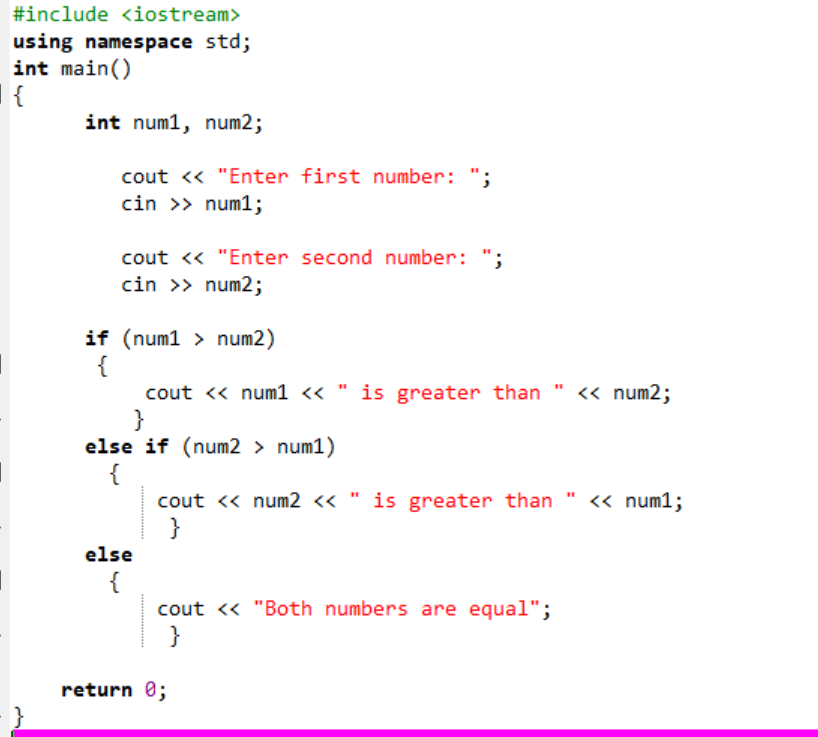 #include <iostream>
using namespace std;
int main()
{
int num1, num2;
cout << "Enter first number: ";
cin >> num1;
cout << "Enter second number: ";
cin >> num2;
if (num1 > num2)
{
cout << num1 << " is greater than " << num2;
}
else if (num2 > num1)
{
cout << num2 << " is greater than " << num1;
}
else
{
cout << "Both numbers are equal";
}
return 0;
}